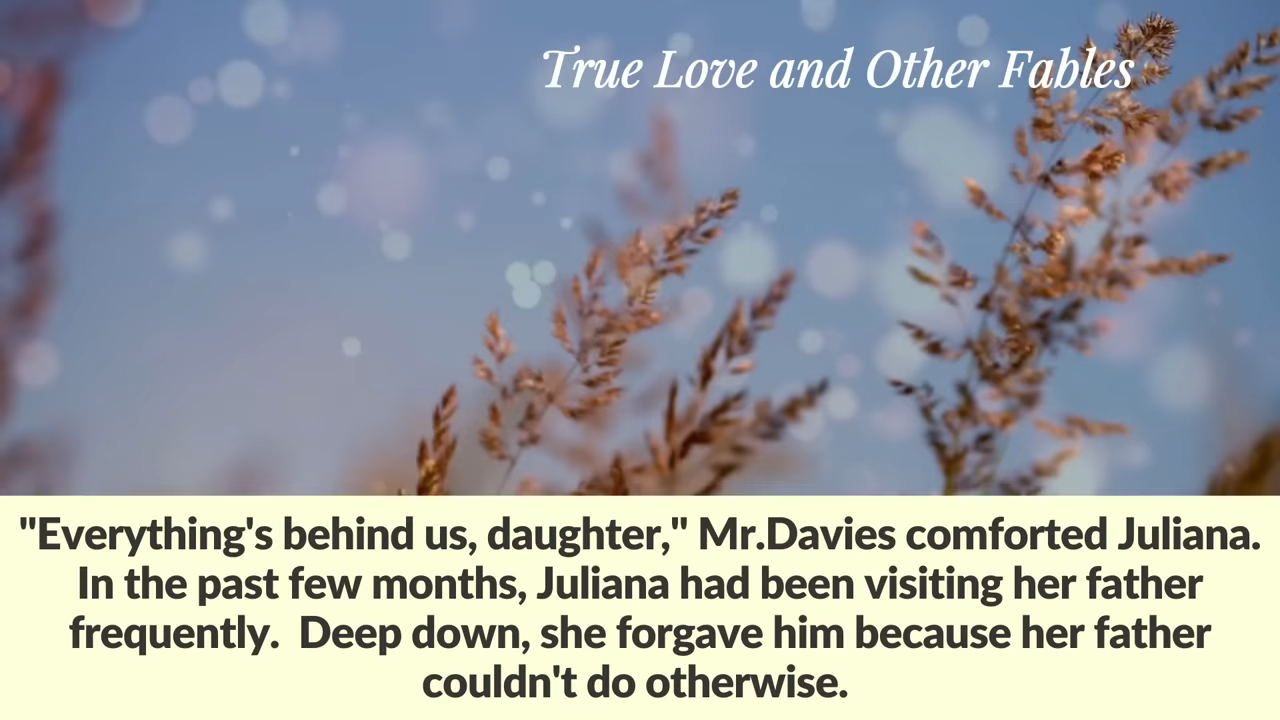 True Love and Other Fables
"Everything's behind us, daughter," Mr.Davies comforted Juliana.
In the past few months, Juliana had been visiting her father
frequently.  Deep down, she forgave him because her father
couldn't do otherwise.